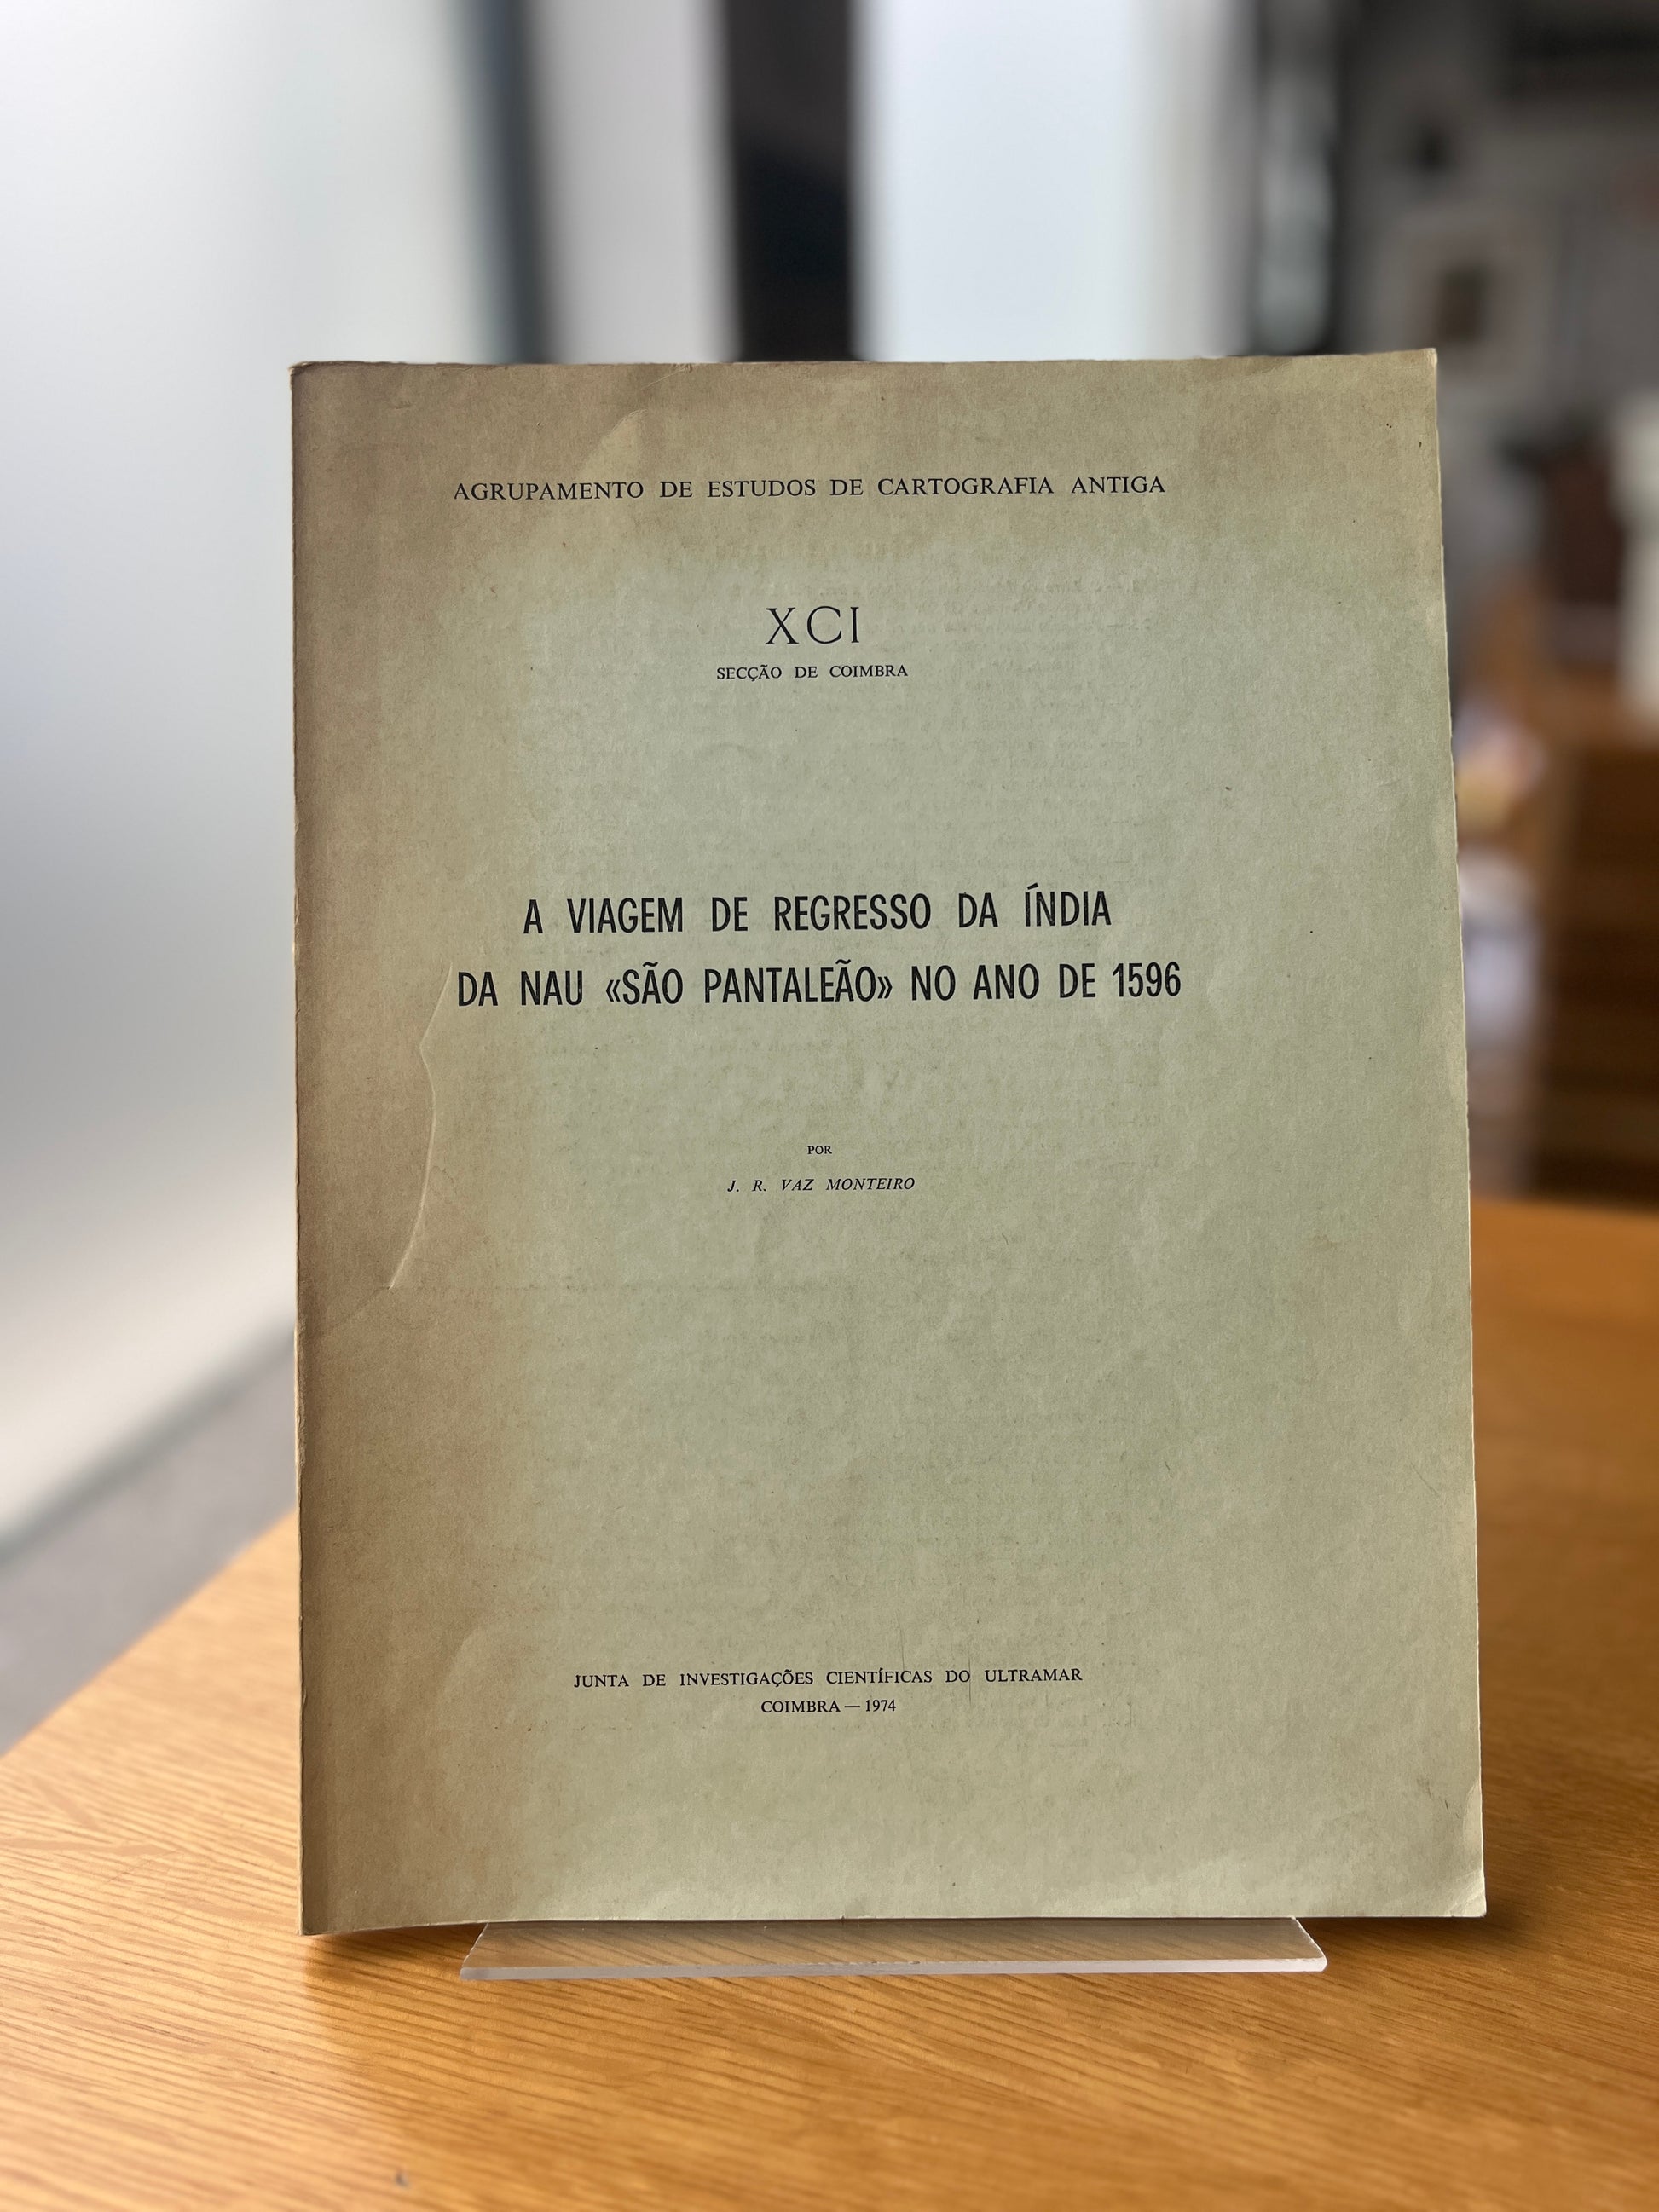 AGRUPAMENTO DE ESTUDOS DE CARTOGRAFIA ANTIGA
XCI
SECÇÃO DE COIMBRA
A VIAGEM DE REGRESSO DA ÍNDIA
DA NAU «SÃO PANTALEÃO» NO ANO DE 1596
POR
J. R. VAZ MONTEIRO
JUNTA DE INVESTIGAÇÕES CIENTÍFICAS DO ULTRAMAR
COIMBRA — 1974